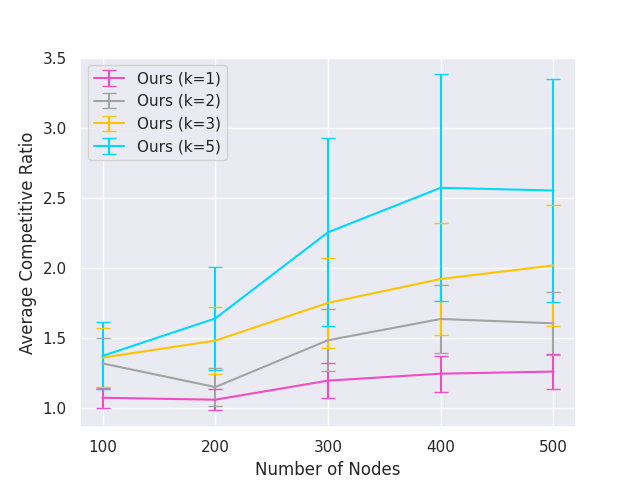 3.5
3.0
2.5
2.0
1.5
1.0
Average Competitive Ratio
Ours (k=1)
Ours (k=2)
Ours (k=3)
Ours (k=5)
100 200 300 400 500
Number of Nodes